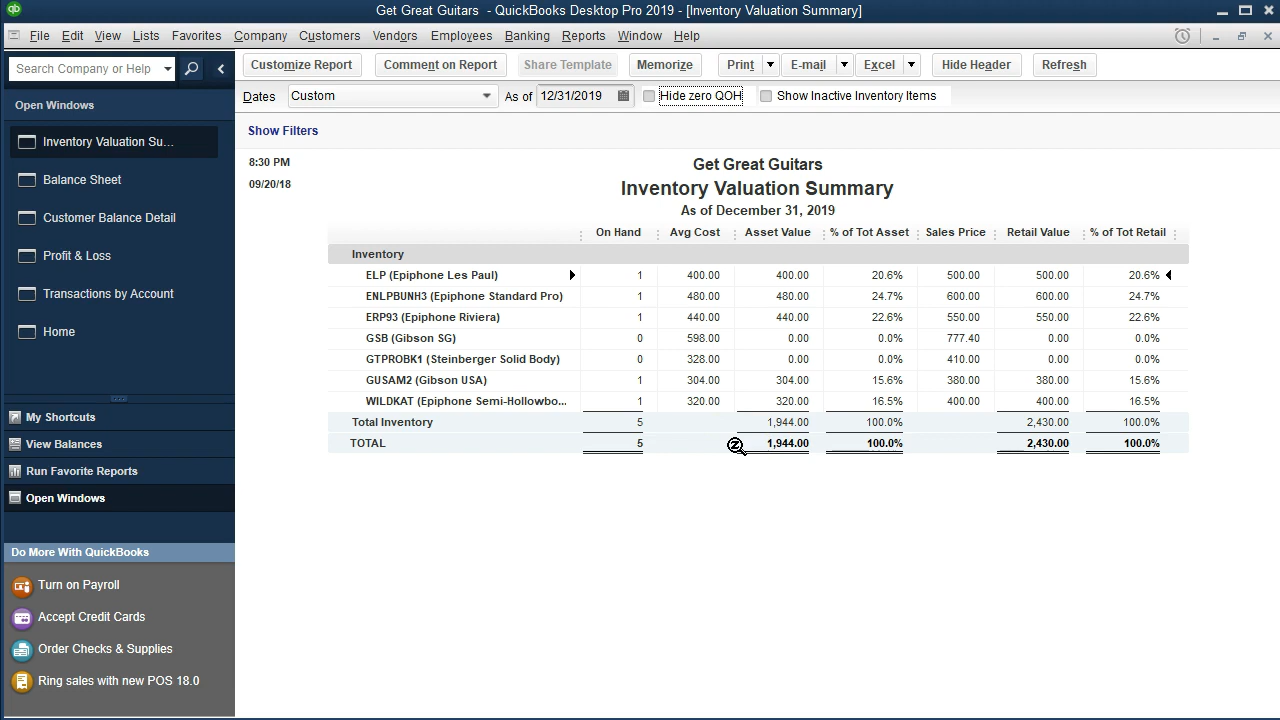 qb Get Great Guitars - QuickBooks Desktop Pro 2019 - [Inventory Valuation Summary]
File Edit View Lists Favorites Company Customers Vendors Employees Banking Reports Window Help
Search Company or Help
Customize Report Comment on Report Share Template Memorize Print E-mail Excel Hide Header Refresh
Dates Custom As of 12/31/2019 Hide zero QOH Show Inactive Inventory Items
Show Filters
Open Windows
Inventory Valuation Su...
Balance Sheet
Customer Balance Detail
Profit & Loss
Transactions by Account
Home
My Shortcuts
View Balances
Run Favorite Reports
Open Windows
Do More With QuickBooks
Turn on Payroll
Accept Credit Cards
Order Checks & Supplies
Ring sales with new POS 18.0
8:30 PM
09/20/18
Get Great Guitars
Inventory Valuation Summary
As of December 31, 2019
On Hand Avg Cost Asset Value % of Tot Asset Sales Price Retail Value % of Tot Retail
Inventory
ELP (Epiphone Les Paul) 1 400.00 400.00 20.6% 500.00 500.00 20.6%
ENLPBUNH3 (Epiphone Standard Pro) 1 480.00 480.00 24.7% 600.00 600.00 24.7%
ERP93 (Epiphone Riviera) 1 440.00 440.00 22.6% 550.00 550.00 22.6%
GSB (Gibson SG) 0 598.00 0.00 0.0% 777.40 0.00 0.0%
GTPROBK1 (Steinberger Solid Body) 0 328.00 0.00 0.0% 410.00 0.00 0.0%
GUSAM2 (Gibson USA) 1 304.00 304.00 15.6% 380.00 380.00 15.6%
WILDKAT (Epiphone Semi-Hollowbo... 1 320.00 320.00 16.5% 400.00 400.00 16.5%
Total Inventory 5 1,944.00 100.0% 2,430.00 100.0%
TOTAL 5 1,944.00 100.0% 2,430.00 100.0%